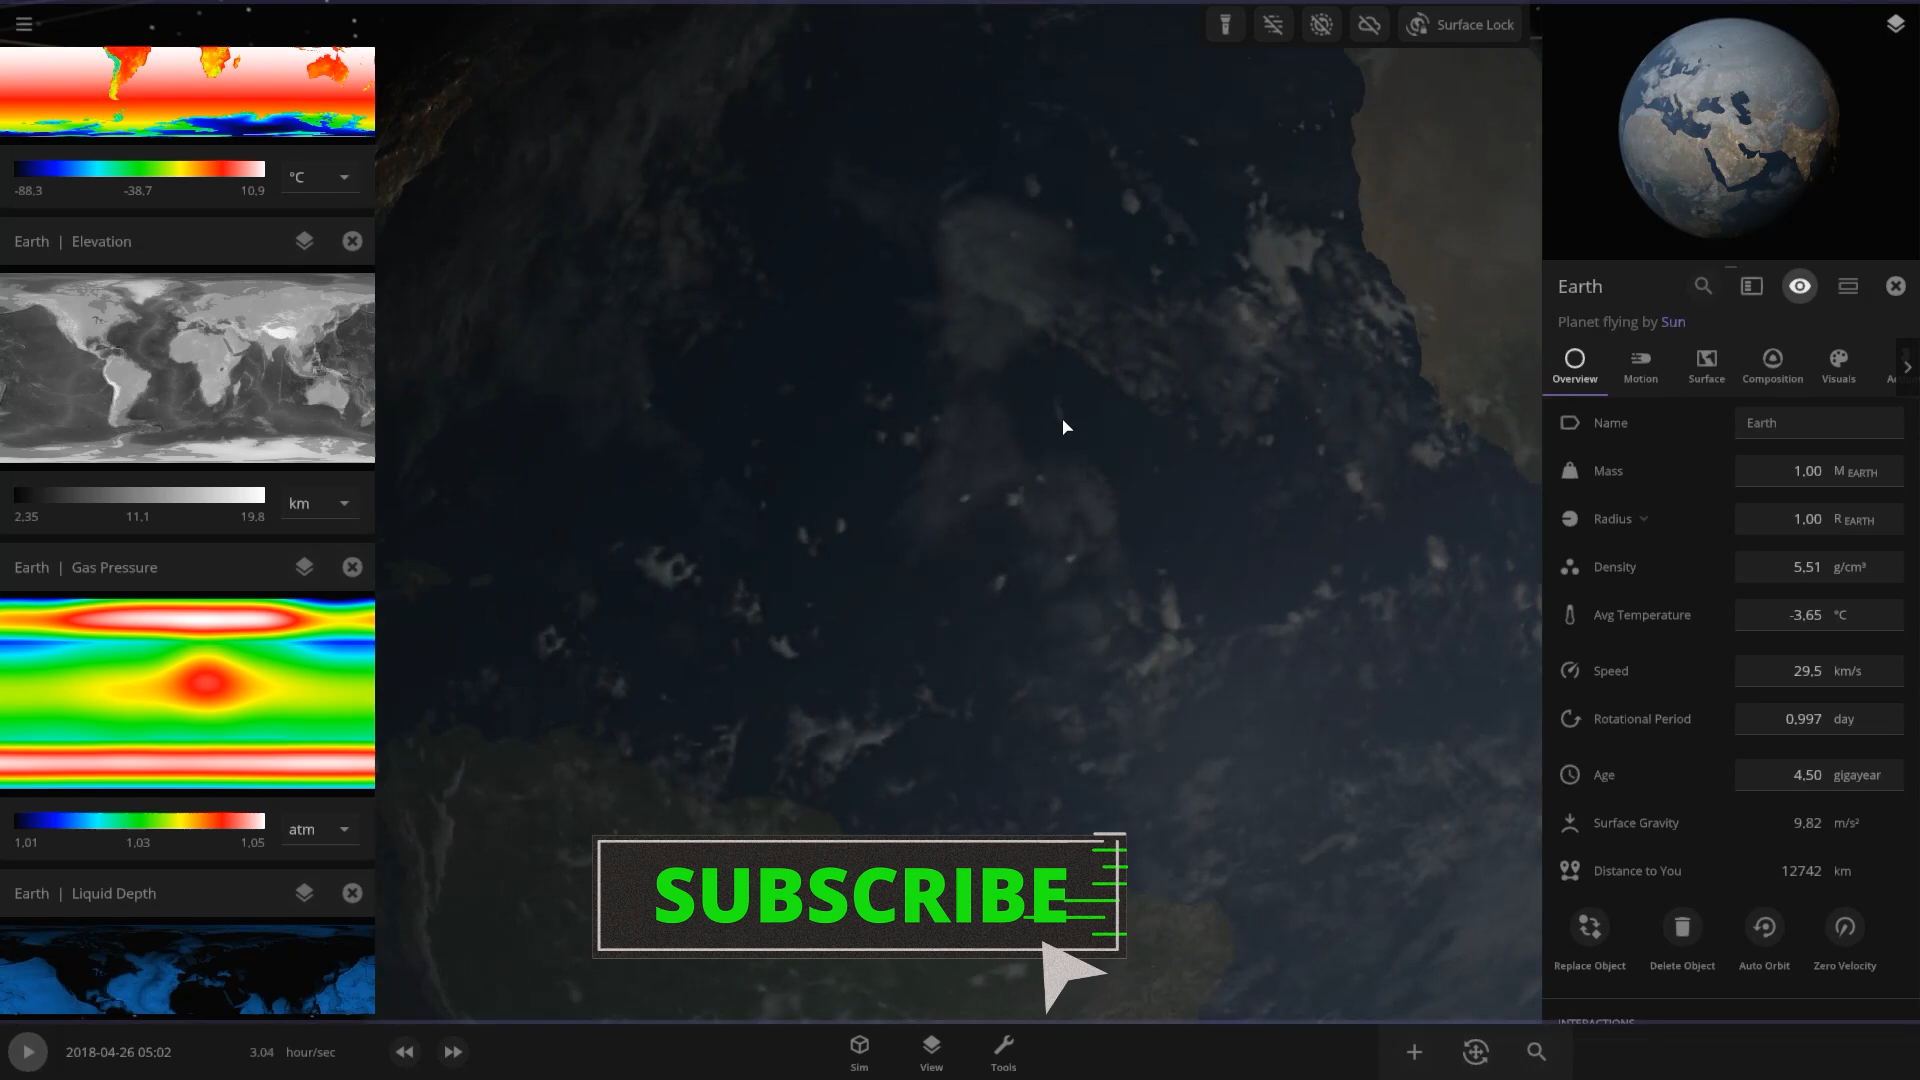 Surface Lock
°C
-88,3 -38,7 10,9
Earth | Elevation
km
2,35 11,1 19,8
Earth | Gas Pressure
atm
1,01 1,03 1,05
Earth | Liquid Depth
SUBSCRIBE
Earth
Planet flying by Sun
Overview Motion Surface Composition Visuals
Name Earth
Mass 1,00 M EARTH
Radius 1,00 R EARTH
Density 5,51 g/cm³
Avg Temperature -3,65 °C
Speed 29,5 km/s
Rotational Period 0,997 day
Age 4,50 gigayear
Surface Gravity 9,82 m/s²
Distance to You 12742 km
Replace Object Delete Object Auto Orbit Zero Velocity
INTERACTIONS
2018-04-26 05:02 3.04 hour/sec
Sim View Tools